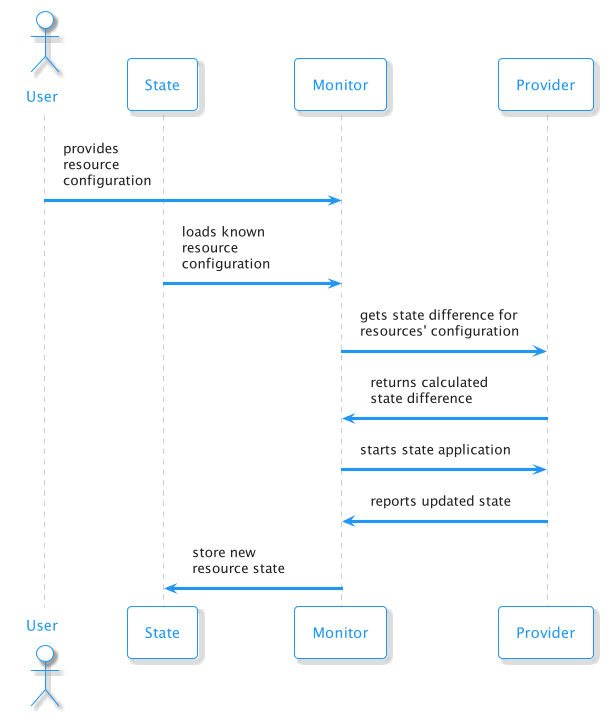 User
State
Monitor
Provider
provides
resource
configuration
loads known
resource
configuration
gets state difference for
resources' configuration
returns calculated
state difference
starts state application
reports updated state
store new
resource state
User
State
Monitor
Provider